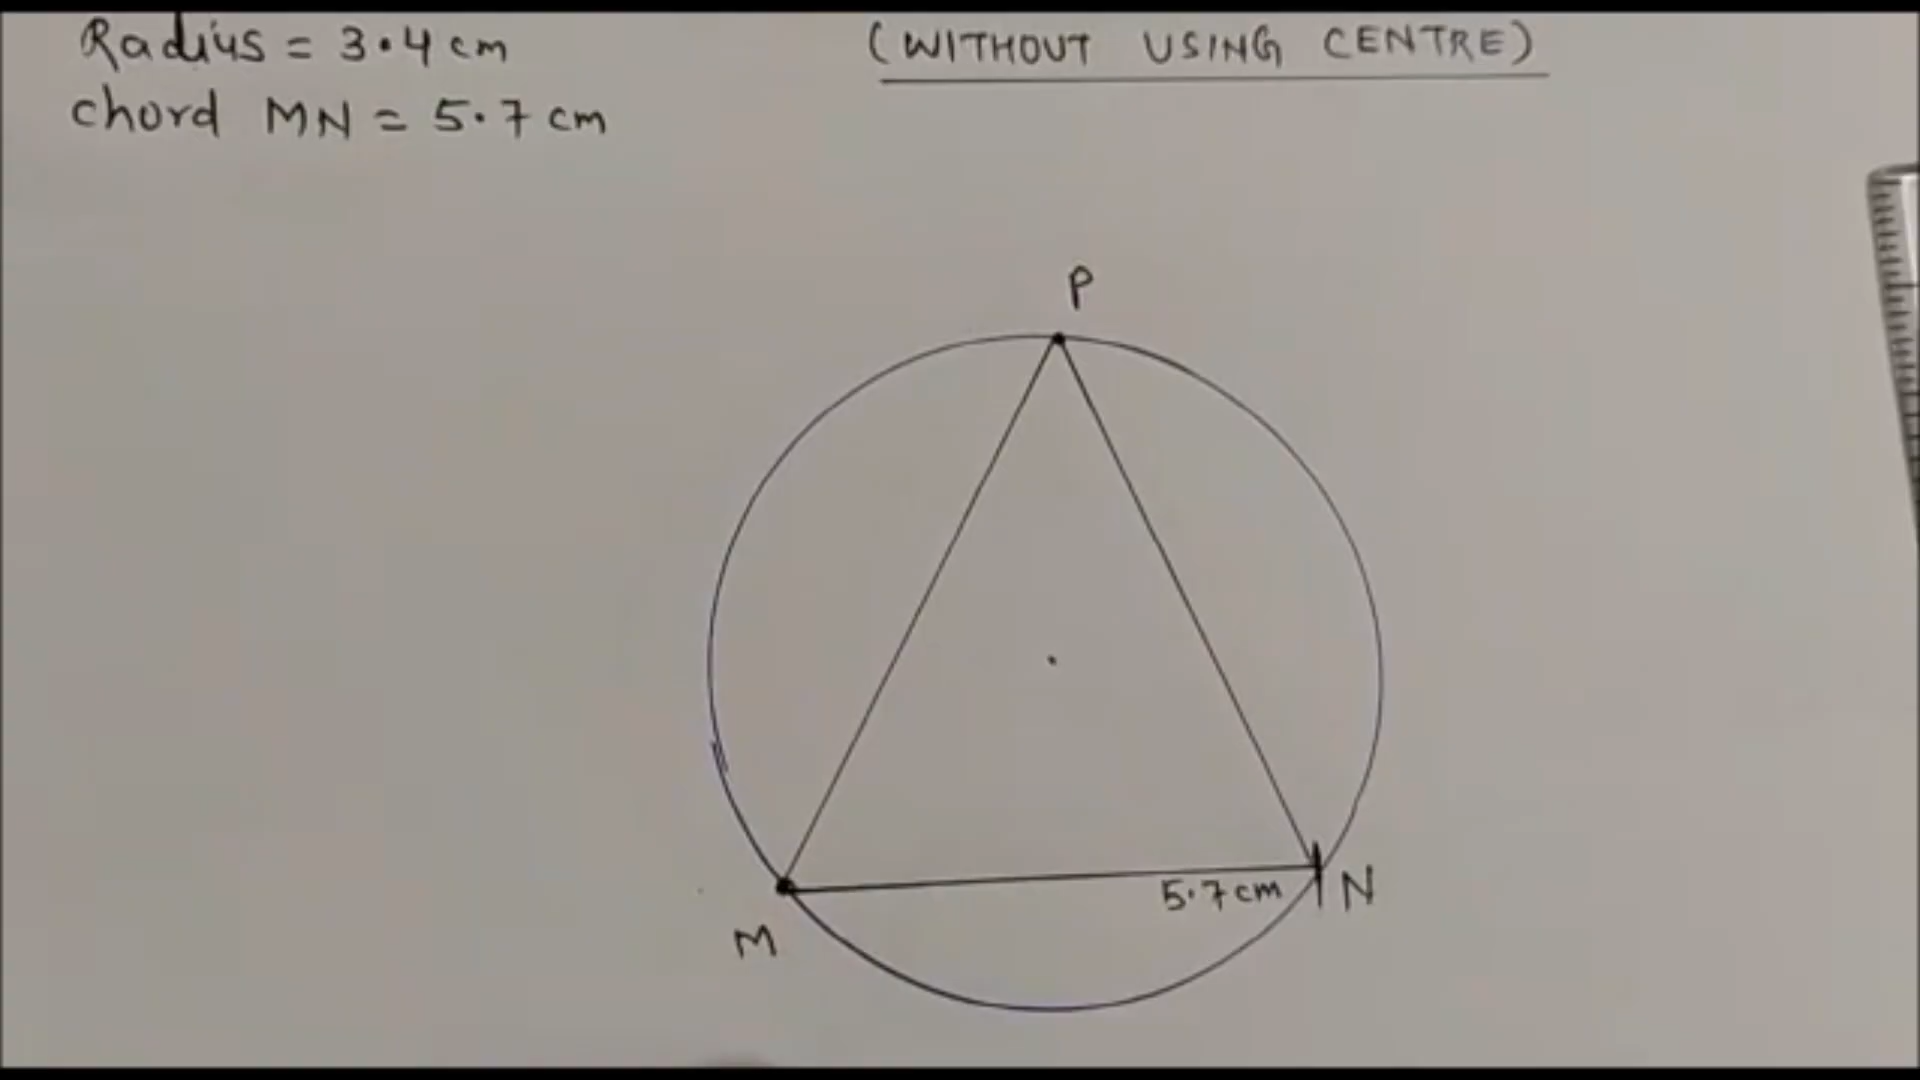 Radius = 3.4 cm
(WITHOUT USING CENTRE)
chord MN = 5.7 cm
P
5.7 cm
N
M